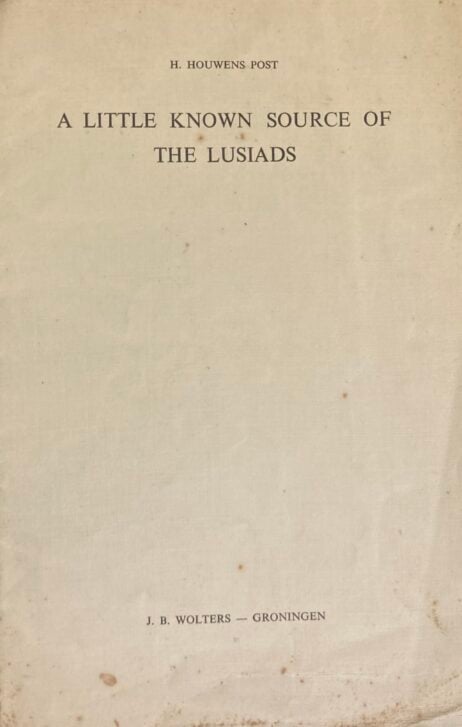 H. HOUWENS POST
A LITTLE KNOWN SOURCE OF
THE LUSIADS
J. B. WOLTERS — GRONINGEN